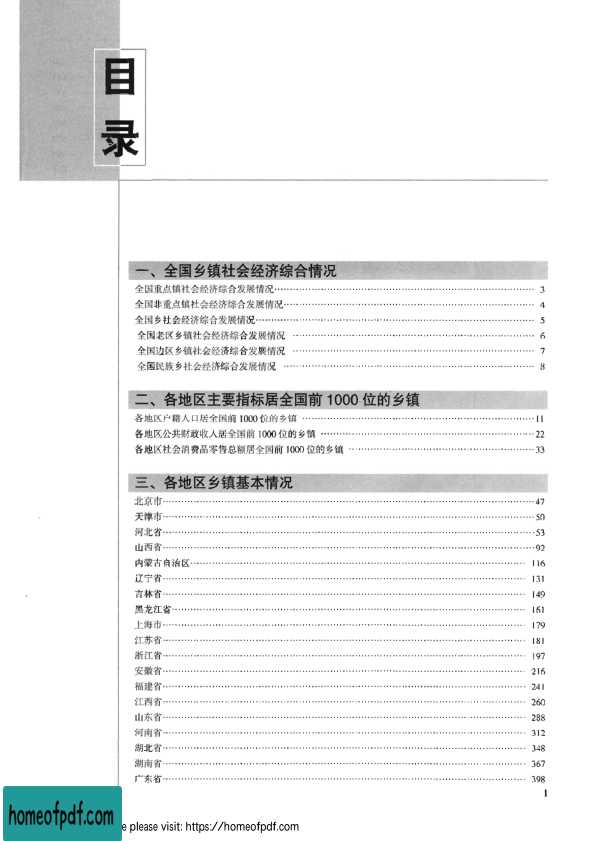 目
录
一、全国乡镇社会经济综合情况
全国重点镇社会经济综合发展情况 3
全国非重点镇社会经济综合发展情况 4
全国乡社会经济综合发展情况 5
全国老区乡镇社会经济综合发展情况 6
全国边区乡镇社会经济综合发展情况 7
全国民族乡社会经济综合发展情况 8
二、各地区主要指标居全国前 1000 位的乡镇
各地区户籍人口居全国前 1000 位的乡镇 11
各地区公共财政收入居全国前 1000 位的乡镇 22
各地区社会消费品零售总额居全国前 1000 位的乡镇 33
三、各地区乡镇基本情况
北京市 47
天津市 50
河北省 53
山西省 92
内蒙古自治区 116
辽宁省 131
吉林省 149
黑龙江省 161
上海市 179
江苏省 181
浙江省 197
安徽省 216
福建省 241
江西省 260
山东省 288
河南省 312
湖北省 348
湖南省 367
广东省 398
1
homeofpdf.com
e please visit: https://homeofpdf.com